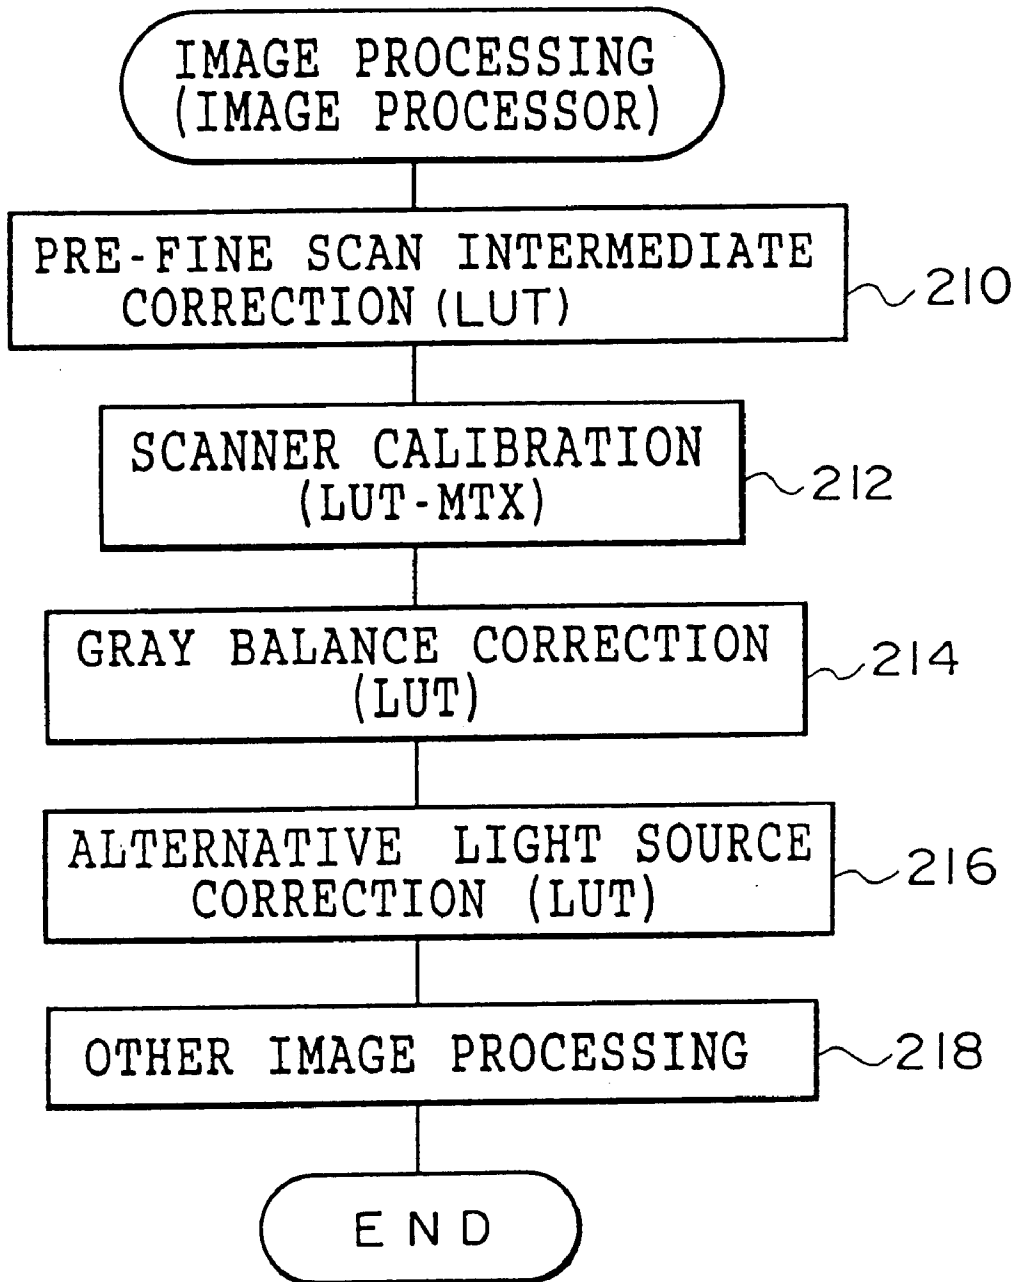 IMAGE PROCESSING
(IMAGE PROCESSOR)
PRE-FINE SCAN INTERMEDIATE
CORRECTION (LUT)
210
SCANNER CALIBRATION
(LUT-MTX)
212
GRAY BALANCE CORRECTION
(LUT)
214
ALTERNATIVE LIGHT SOURCE
CORRECTION (LUT)
216
OTHER IMAGE PROCESSING
218
END